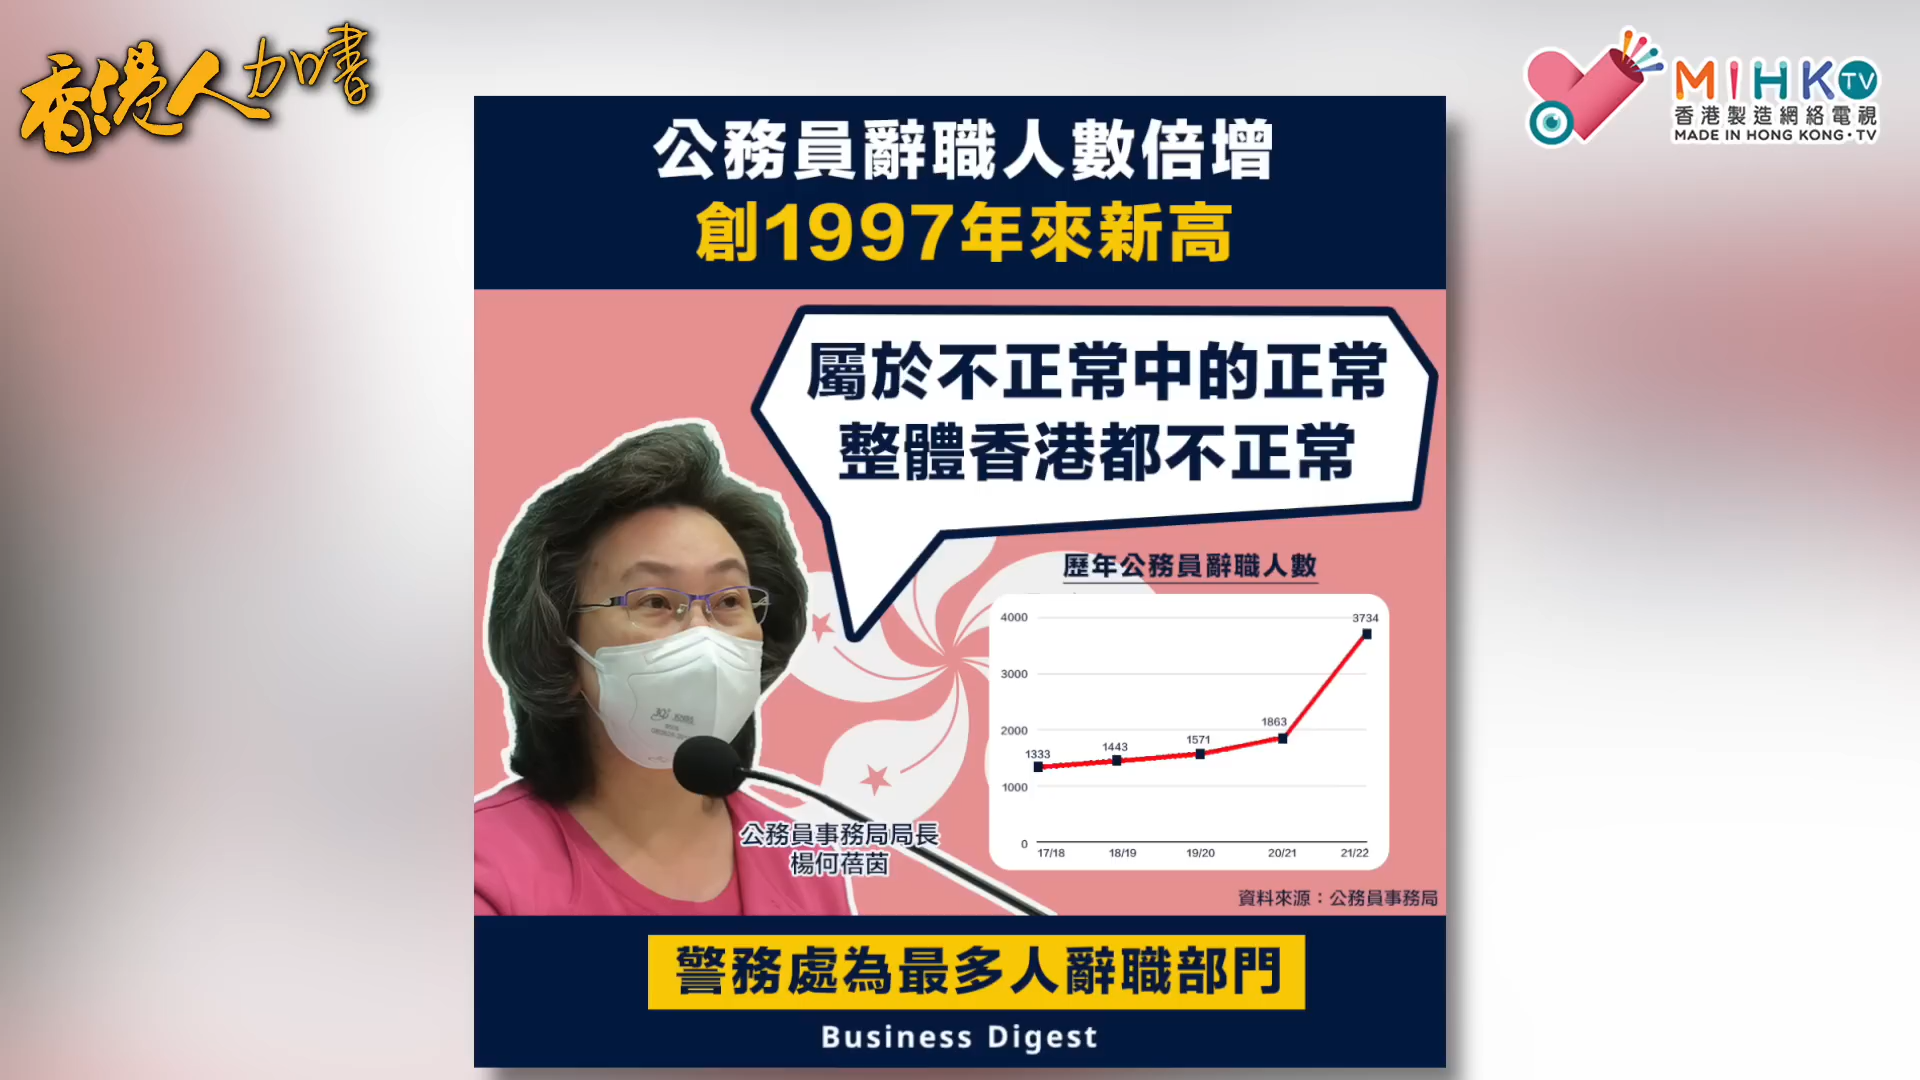 香港人加嘥
MIHK TV
香港製造網絡電視
MADE IN HONG KONG·TV
公務員辭職人數倍增
創1997年來新高
屬於不正常中的正常
整體香港都不正常
歷年公務員辭職人數
4000
3000
2000
1000
0
1333
1443
1571
1863
3734
17/18
18/19
19/20
20/21
21/22
公務員事務局局長
楊何蓓茵
資料來源：公務員事務局
警務處為最多人辭職部門
Business Digest